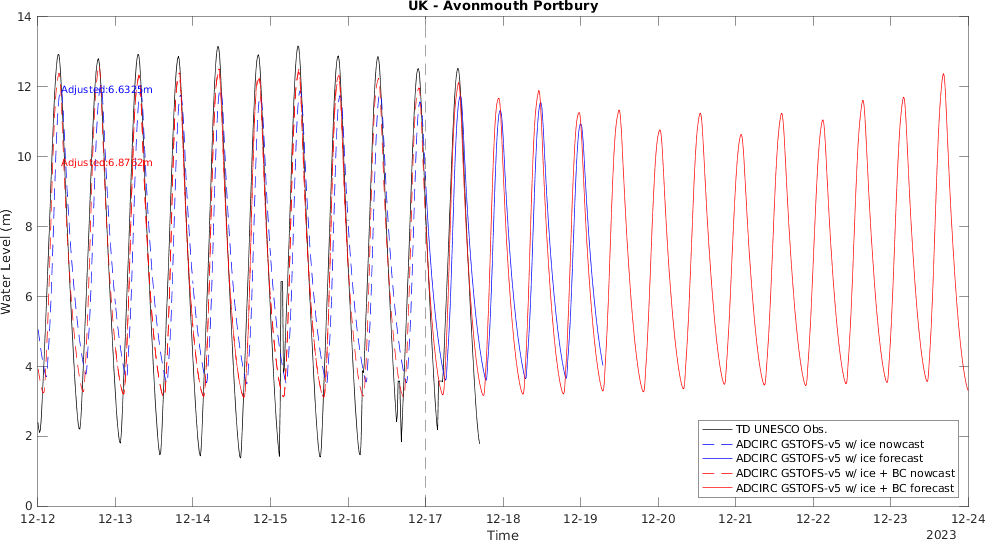 UK - Avonmouth Portbury
14
12
10
8
6
4
2
0
Water Level (m)
Adjusted:6.6325m
Adjusted:6.8762m
TD UNESCO Obs.
ADCIRC GSTOFS-v5 w/ ice nowcast
ADCIRC GSTOFS-v5 w/ ice forecast
ADCIRC GSTOFS-v5 w/ ice + BC nowcast
ADCIRC GSTOFS-v5 w/ ice + BC forecast
12-12 12-13 12-14 12-15 12-16 12-17 12-18 12-19 12-20 12-21 12-22 12-23 12-24
Time
2023